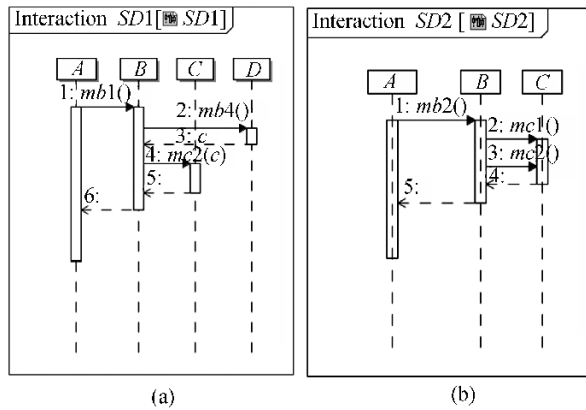 Interaction SD1[ SD1]
A B C D
1: mb1()
2: mb4()
3: c
4: mc2(c)
5:
6:
(a)
Interaction SD2 [ SD2]
A B C
1: mb2()
2: mc1()
3: mc2()
4:
5:
(b)